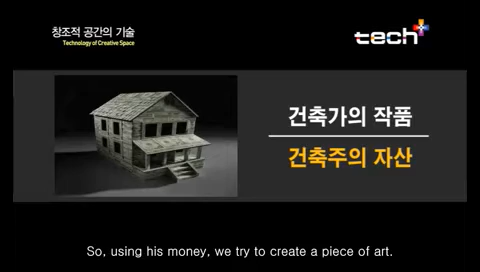 창조적 공간의 기술
Technology of Creative Space
tech+
건축가의 작품
건축주의 자산
So, using his money, we try to create a piece of art.